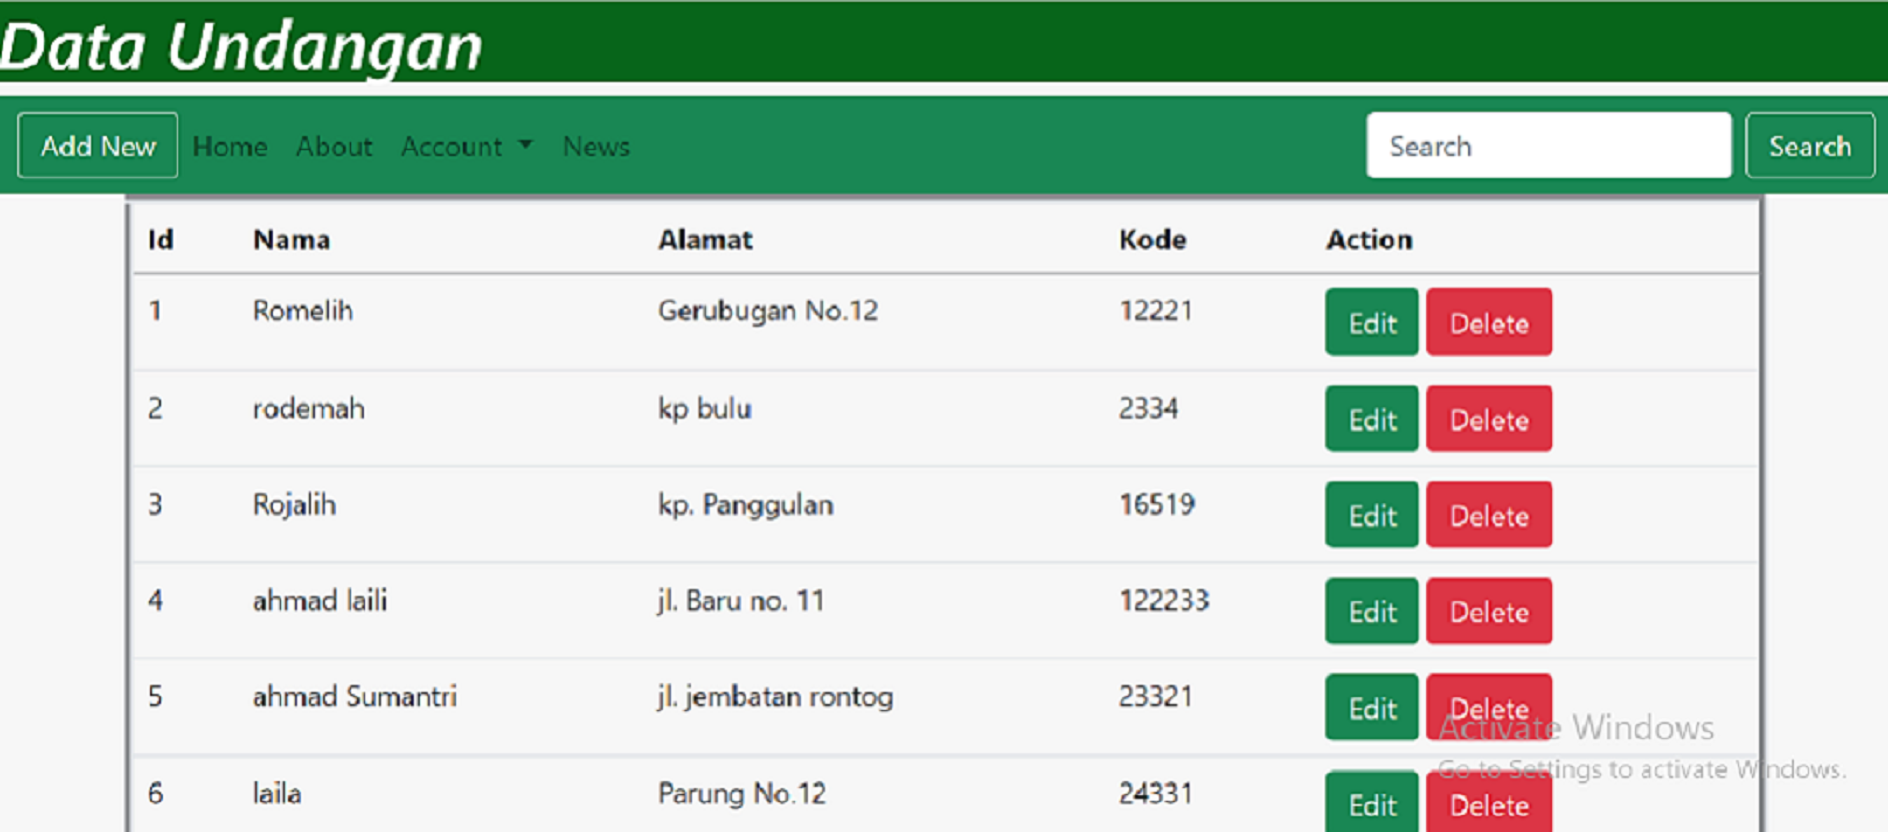 Data Undangan
Add New Home About Account News Search Search
Id Nama Alamat Kode Action
1 Romelih Gerubugan No.12 12221 Edit Delete
2 rodemah kp bulu 2334 Edit Delete
3 Rojalih kp. Panggulan 16519 Edit Delete
4 ahmad laili jl. Baru no. 11 122233 Edit Delete
5 ahmad Sumantri jl. jembatan rontog 23321 Edit Delete
Activate Windows
Go to Settings to activate Windows.
6 laila Parung No.12 24331 Edit Delete